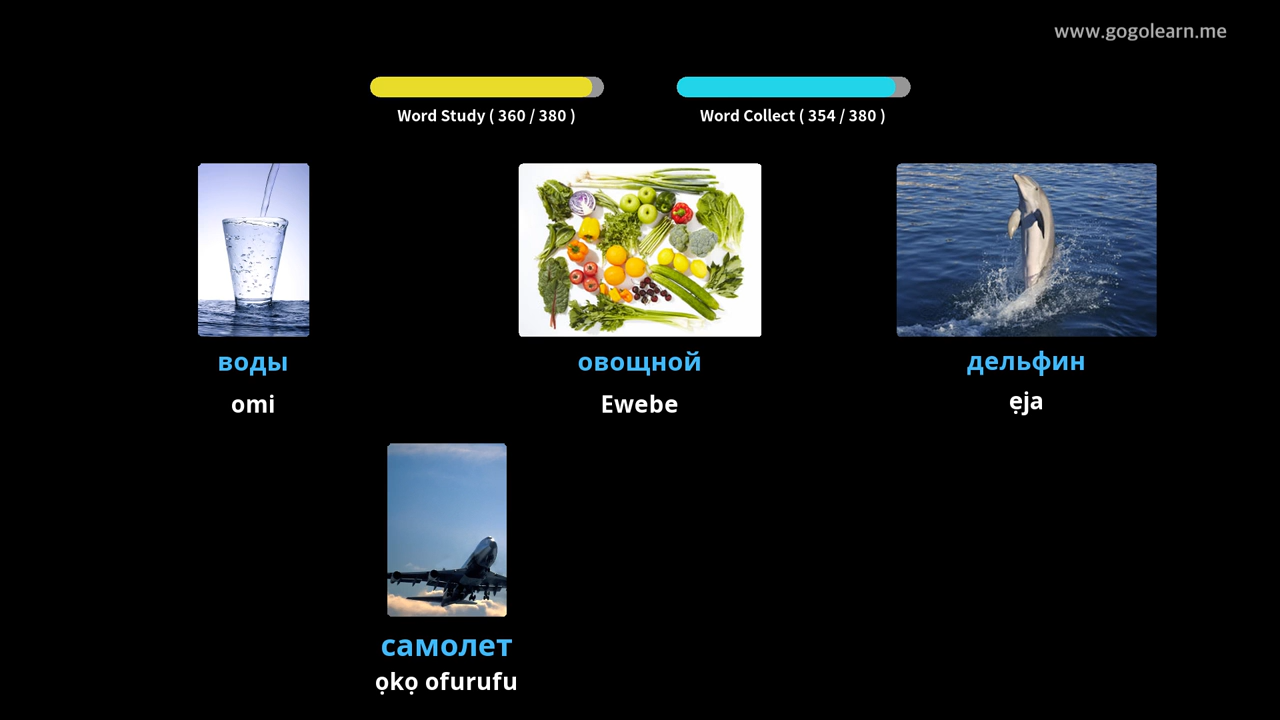 www.gogolearn.me
Word Study ( 360 / 380 )
Word Collect ( 354 / 380 )
воды
овощной
дельфин
omi
Ewebe
ẹja
самолет
ọkọ ofurufu